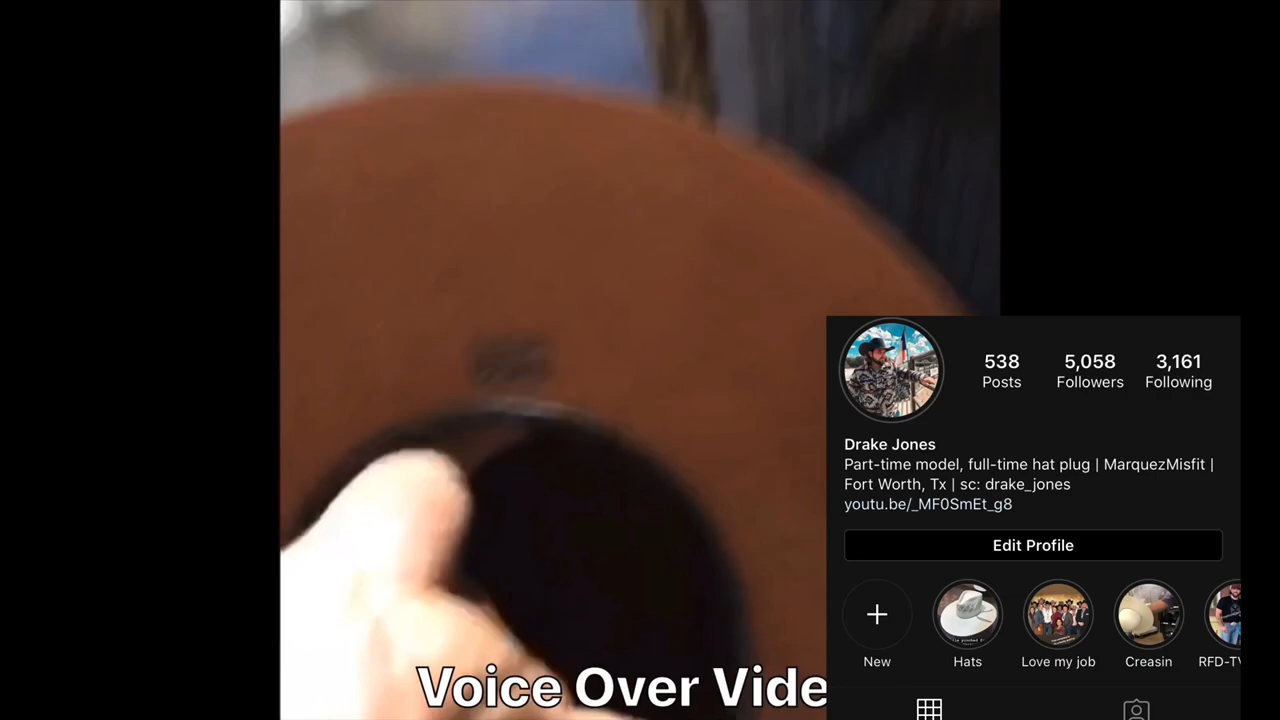 538 5,058 3,161
Posts Followers Following
Drake Jones
Part-time model, full-time hat plug | MarquezMisfit |
Fort Worth, Tx | sc: drake_jones
youtu.be/_MF0SmEt_g8
Edit Profile
New Hats Love my job Creasin RFD-TV
Voice Over Vide